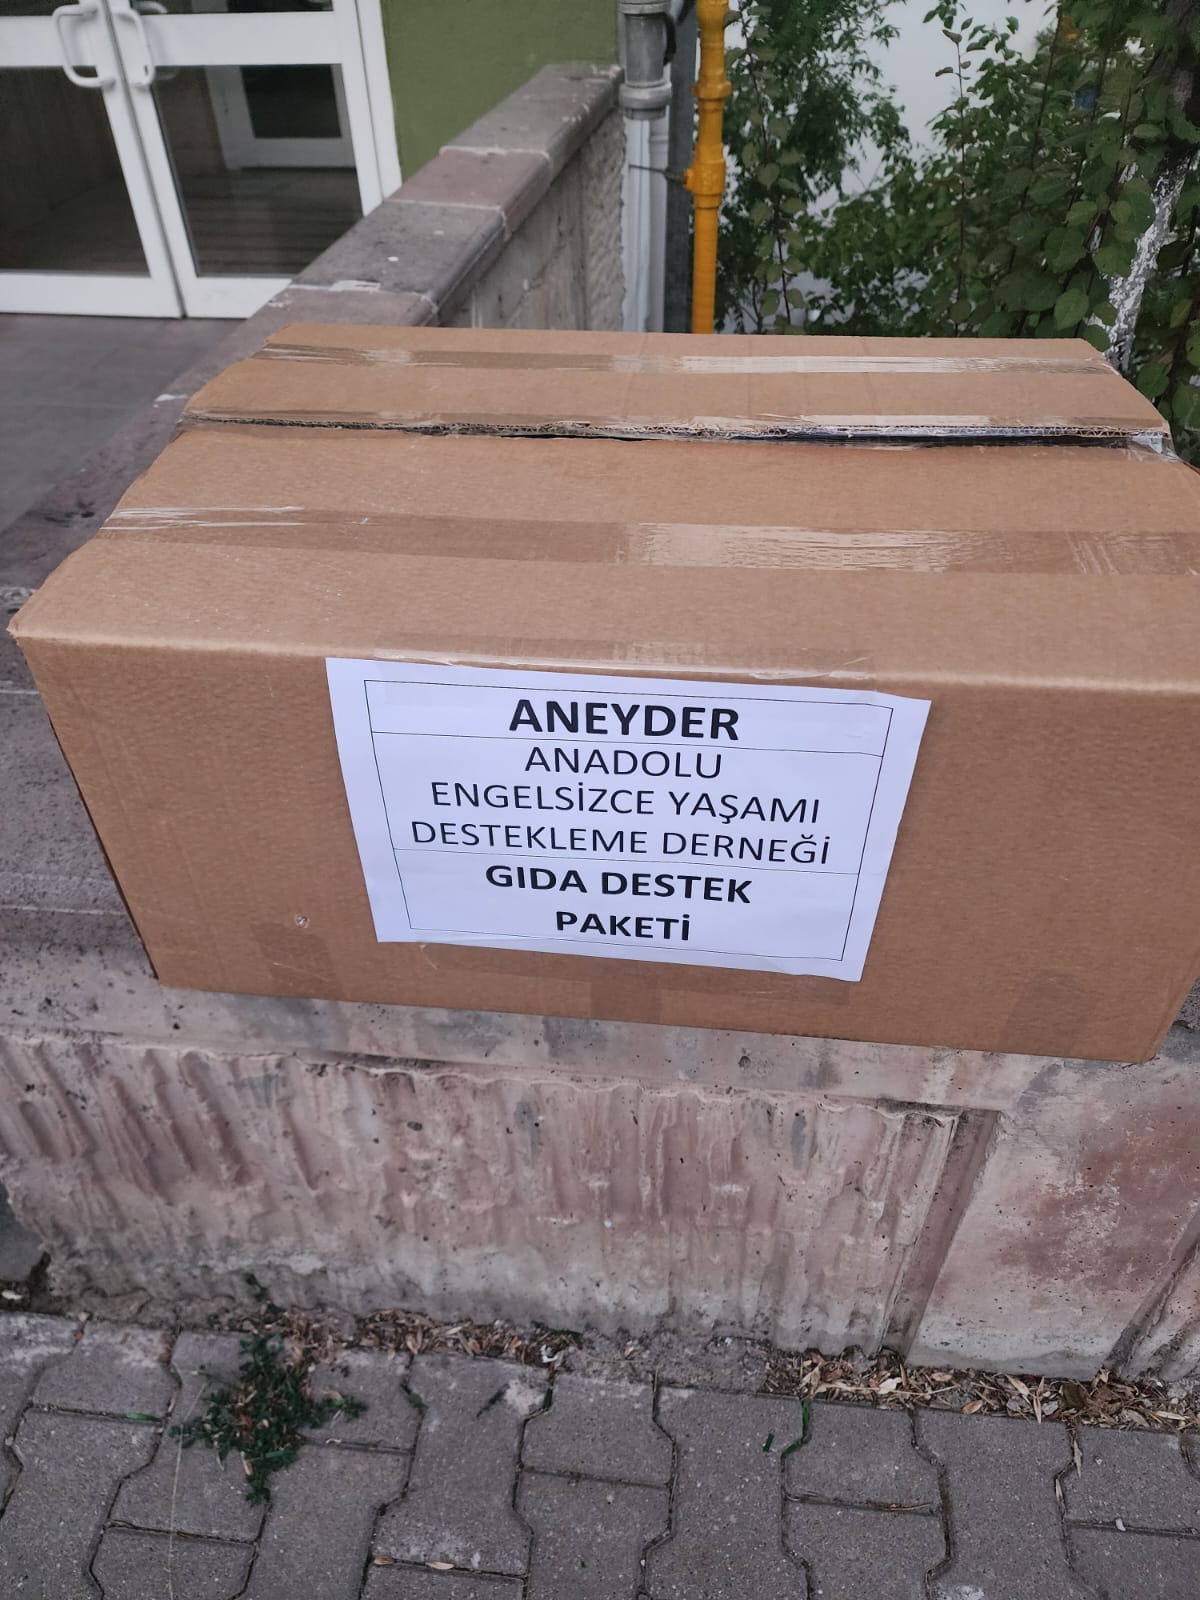 ANEYDER
ANADOLU
ENGELSİZCE YAŞAMI
DESTEKLEME DERNEĞİ
GIDA DESTEK
PAKETİ